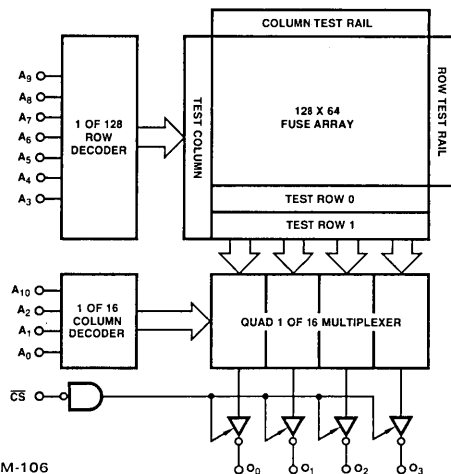 COLUMN TEST RAIL
A9
A8
A7
A6
A5
A4
A3
1 OF 128
ROW
DECODER
TEST COLUMN
128 X 64
FUSE ARRAY
ROW TEST RAIL
TEST ROW 0
TEST ROW 1
A10
A2
A1
A0
1 OF 16
COLUMN
DECODER
QUAD 1 OF 16 MULTIPLEXER
CS
O0
O1
O2
O3
M-106